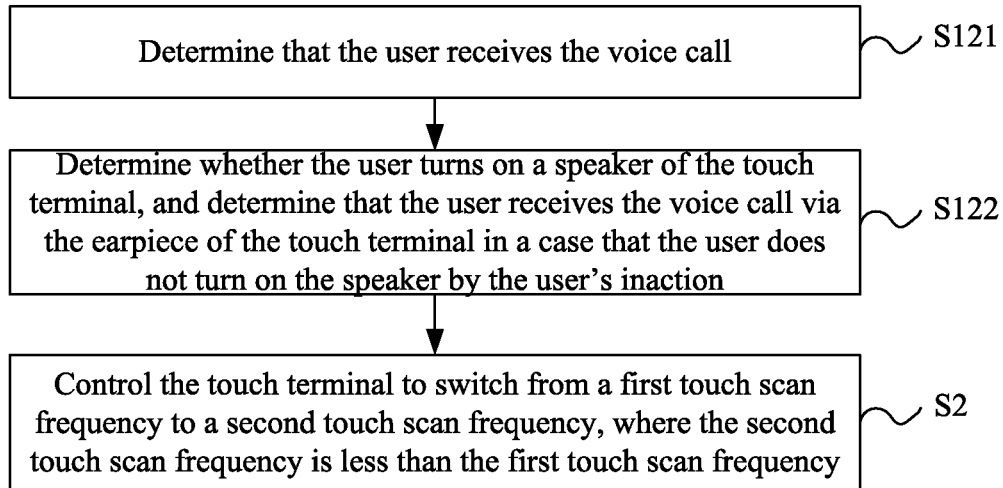 Determine that the user receives the voice call
S121
Determine whether the user turns on a speaker of the touch
terminal, and determine that the user receives the voice call via
the earpiece of the touch terminal in a case that the user does
not turn on the speaker by the user's inaction
S122
Control the touch terminal to switch from a first touch scan
frequency to a second touch scan frequency, where the second
touch scan frequency is less than the first touch scan frequency
S2